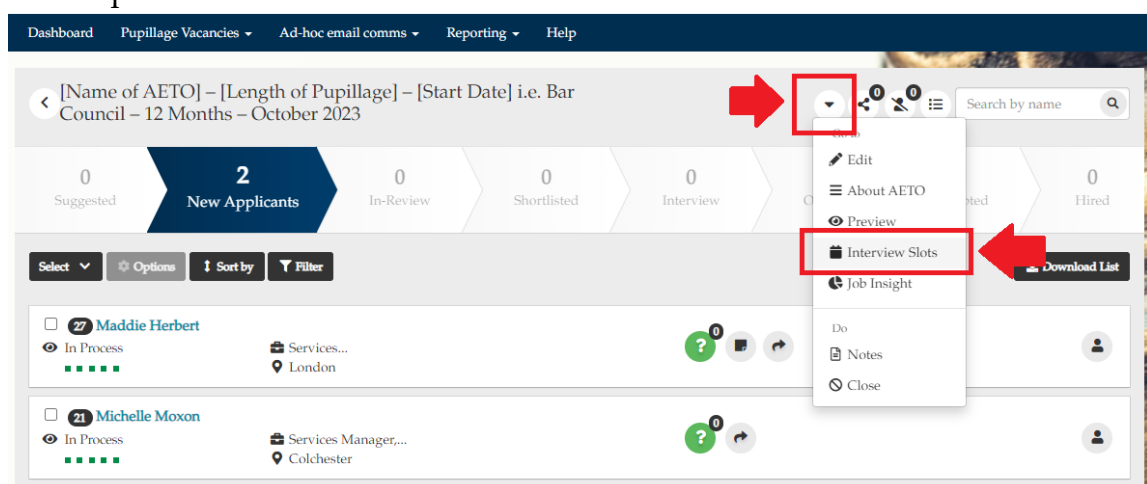 Dashboard Pupillage Vacancies Ad-hoc email comms Reporting Help
[Name of AETO] – [Length of Pupillage] – [Start Date] i.e. Bar
Council – 12 Months – October 2023
0 0 Search by name
Go to
Edit
About AETO
Preview
Interview Slots
Job Insight
Do
Notes
Close
0
Suggested
2
New Applicants
0
In-Review
0
Shortlisted
0
Interview
0
Hired
Select Options Sort by Filter
Download List
27 Maddie Herbert
In Process
Services...
London
0
21 Michelle Moxon
In Process
Services Manager,...
Colchester
0